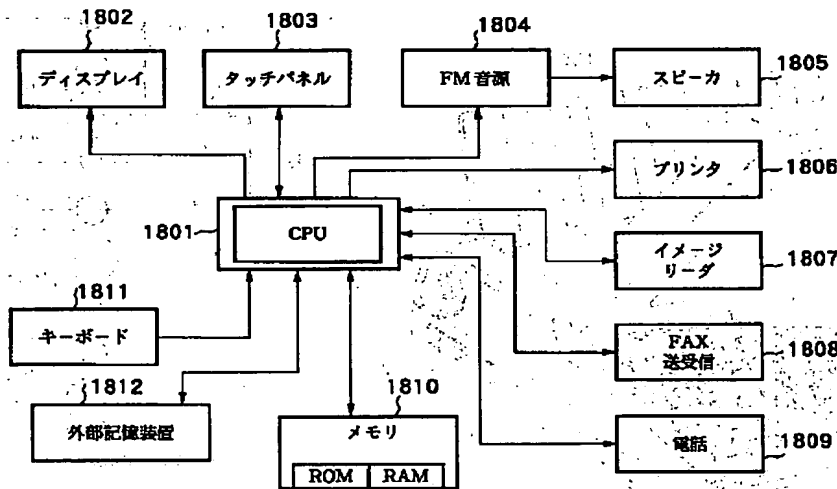 1802
1803
1804
ディスプレイ
タッチパネル
FM音源
スピーカ
1805
プリンタ
1806
1801
CPU
イメージ
リーダ
1807
1811
キーボード
FAX
送受信
1808
1812
外部記憶装置
1810
メモリ
ROM
RAM
電話
1809